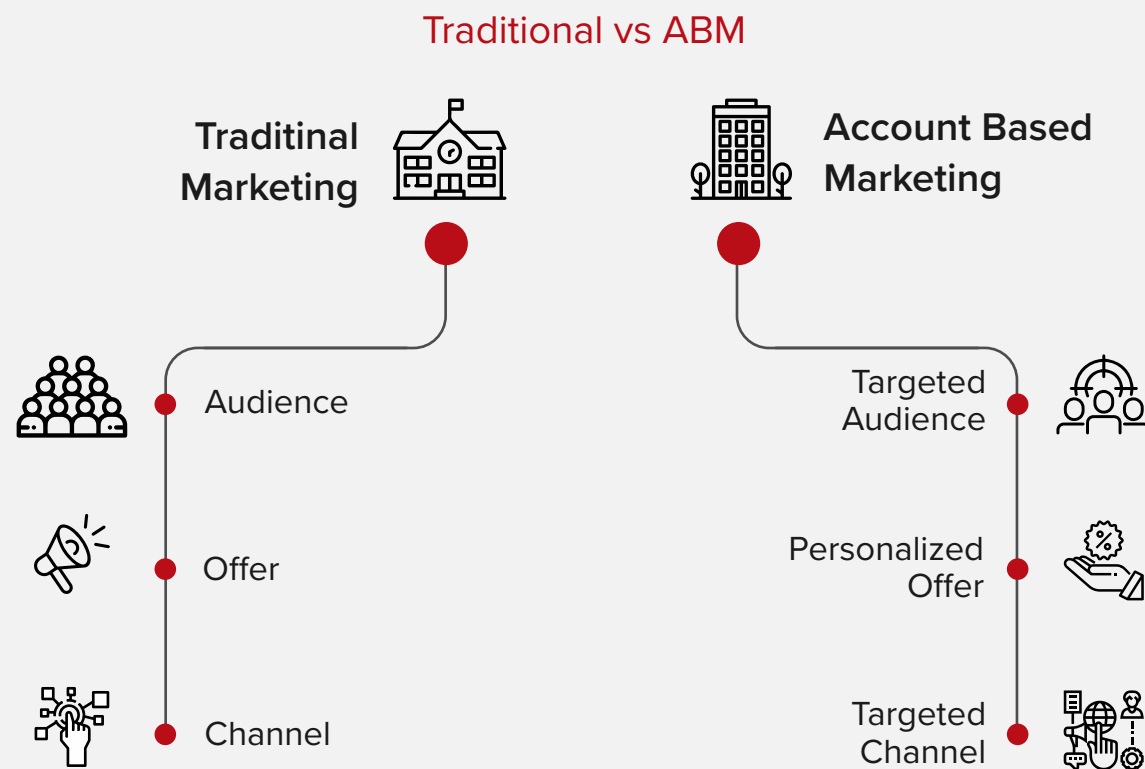 Traditional vs ABM
Traditinal
Marketing
Account Based
Marketing
Audience
Offer
Channel
Targeted
Audience
Personalized
Offer
Targeted
Channel